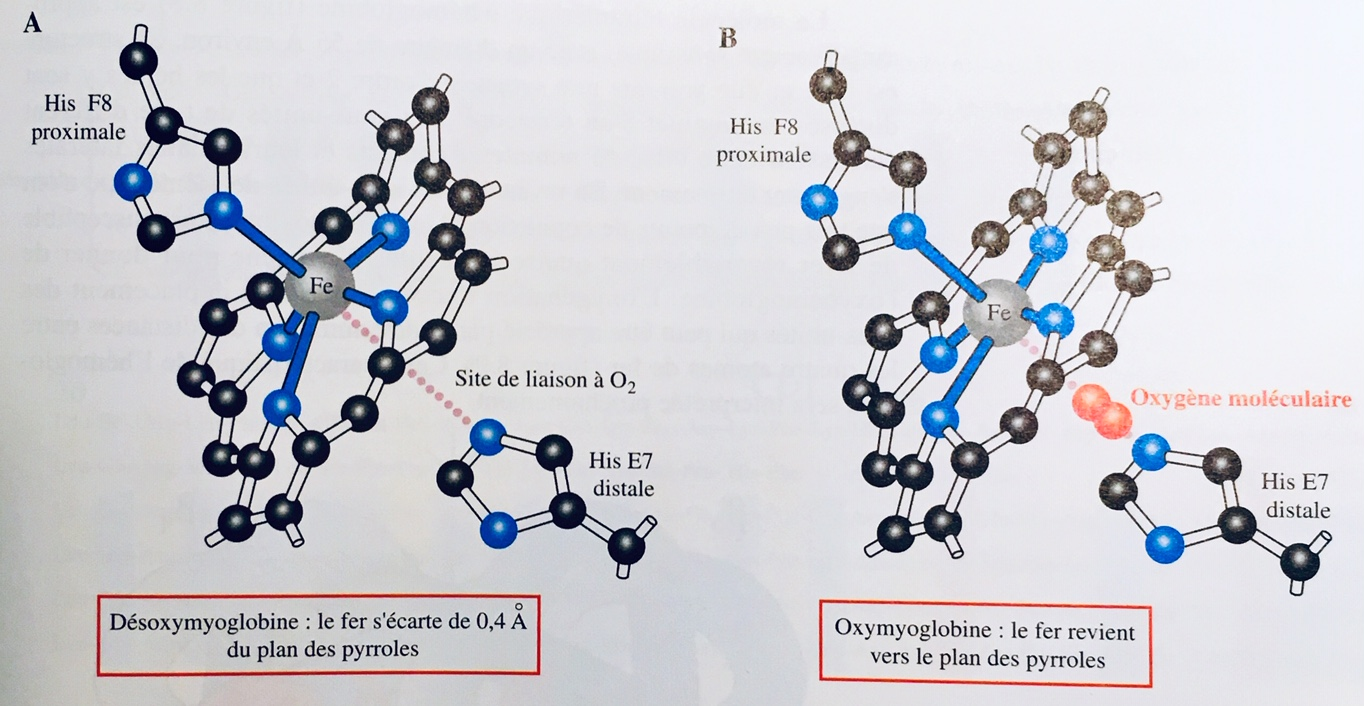 A
His F8
proximale
Fe
Site de liaison à O₂
His E7
distale
Désoxymyoglobine : le fer s'écarte de 0,4 Å
du plan des pyrroles
B
His F8
proximale
Fe
Oxygène moléculaire
His E7
distale
Oxymyoglobine : le fer revient
vers le plan des pyrroles